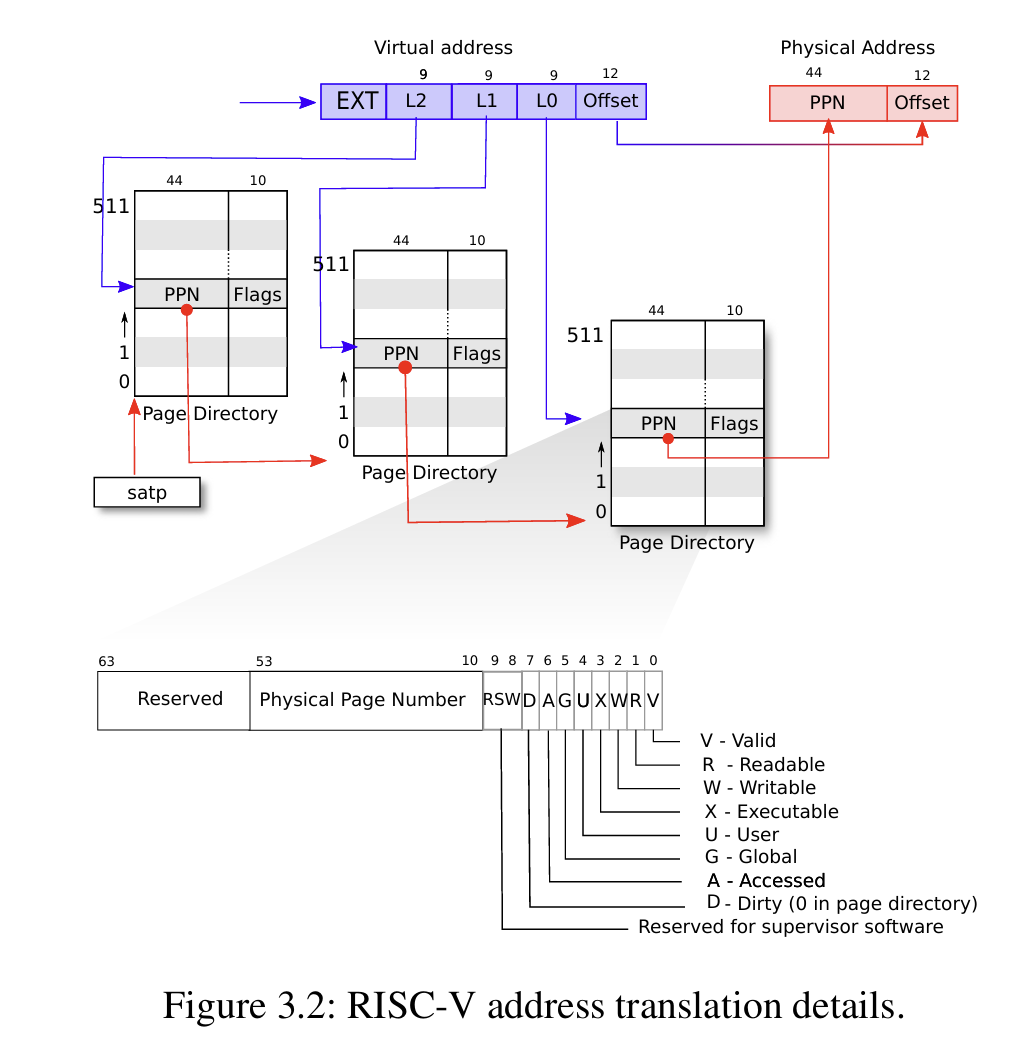 Virtual address
Physical Address
9 9 9 12
44 12
EXT L2 L1 L0 Offset
PPN Offset
44 10
511
PPN Flags
1
0
Page Directory
satp
44 10
511
PPN Flags
1
0
Page Directory
44 10
511
PPN Flags
1
0
Page Directory
63 53 10 9 8 7 6 5 4 3 2 1 0
Reserved Physical Page Number RSW D A G U X W R V
V - Valid
R - Readable
W - Writable
X - Executable
U - User
G - Global
A - Accessed
D - Dirty (0 in page directory)
Reserved for supervisor software
Figure 3.2: RISC-V address translation details.